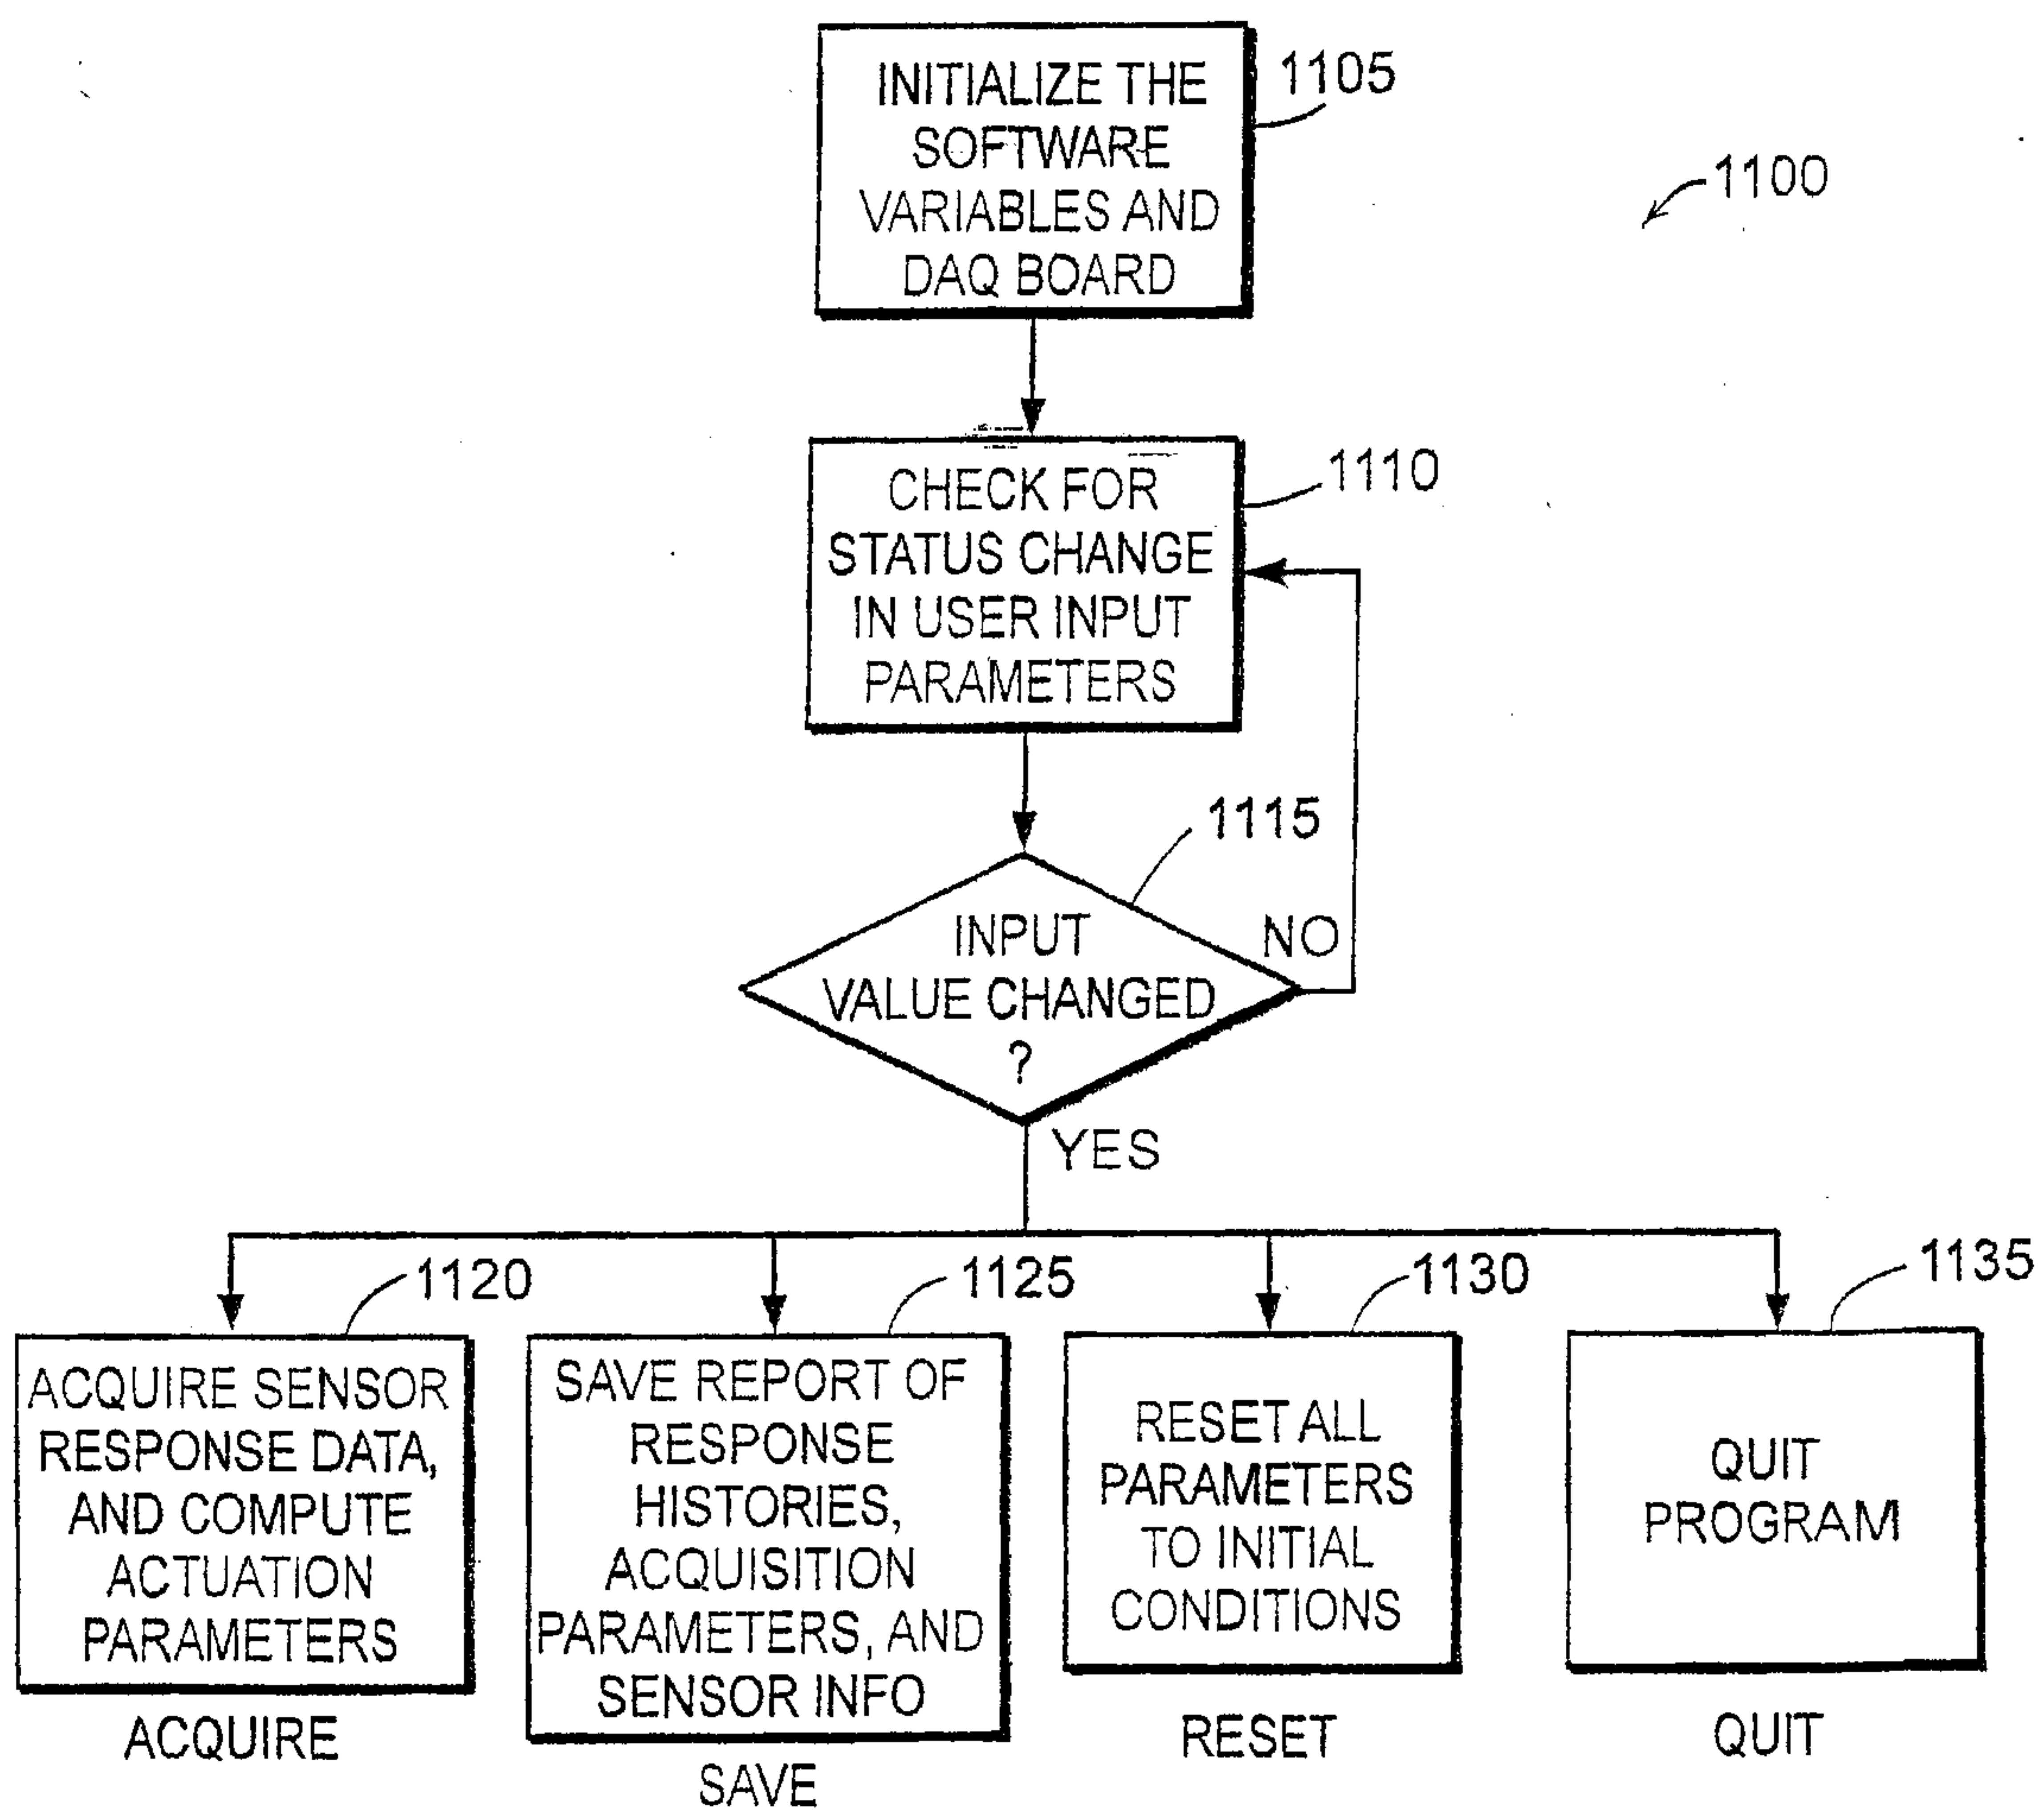 INITIALIZE THE
SOFTWARE
VARIABLES AND
DAQ BOARD
1105
1100
CHECK FOR
STATUS CHANGE
IN USER INPUT
PARAMETERS
1110
1115
INPUT
VALUE CHANGED
?
NO
YES
1120
ACQUIRE SENSOR
RESPONSE DATA,
AND COMPUTE
ACTUATION
PARAMETERS
ACQUIRE
1125
SAVE REPORT OF
RESPONSE
HISTORIES,
ACQUISITION
PARAMETERS, AND
SENSOR INFO
SAVE
1130
RESET ALL
PARAMETERS
TO INITIAL
CONDITIONS
RESET
1135
QUIT
PROGRAM
QUIT